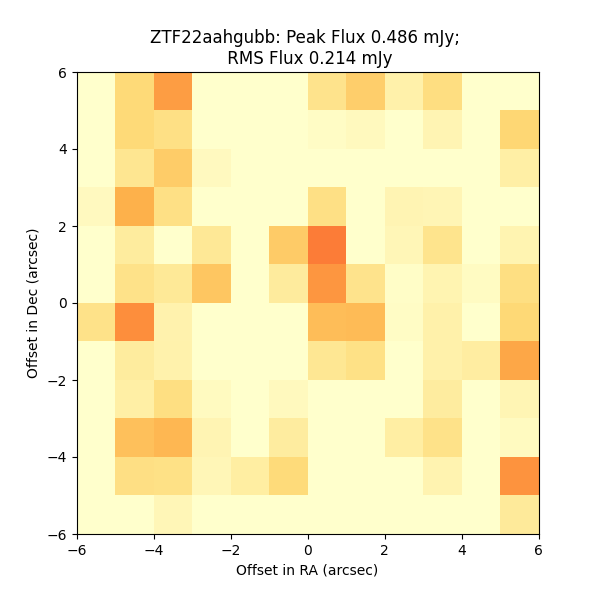 ZTF22aahgubb: Peak Flux 0.486 mJy;
RMS Flux 0.214 mJy
6
4
2
0
−2
−4
−6
Offset in Dec (arcsec)
−6 −4 −2 0 2 4 6
Offset in RA (arcsec)